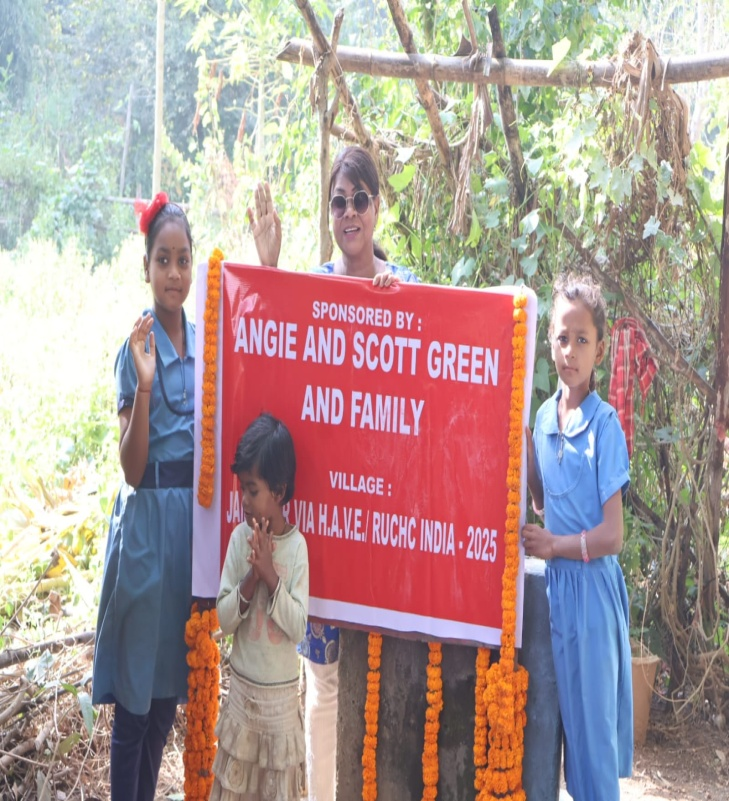 SPONSORED BY :
ANGIE AND SCOTT GREEN
AND FAMILY
VILLAGE :
VIA H.A.V.E./ RUCHC INDIA - 2025